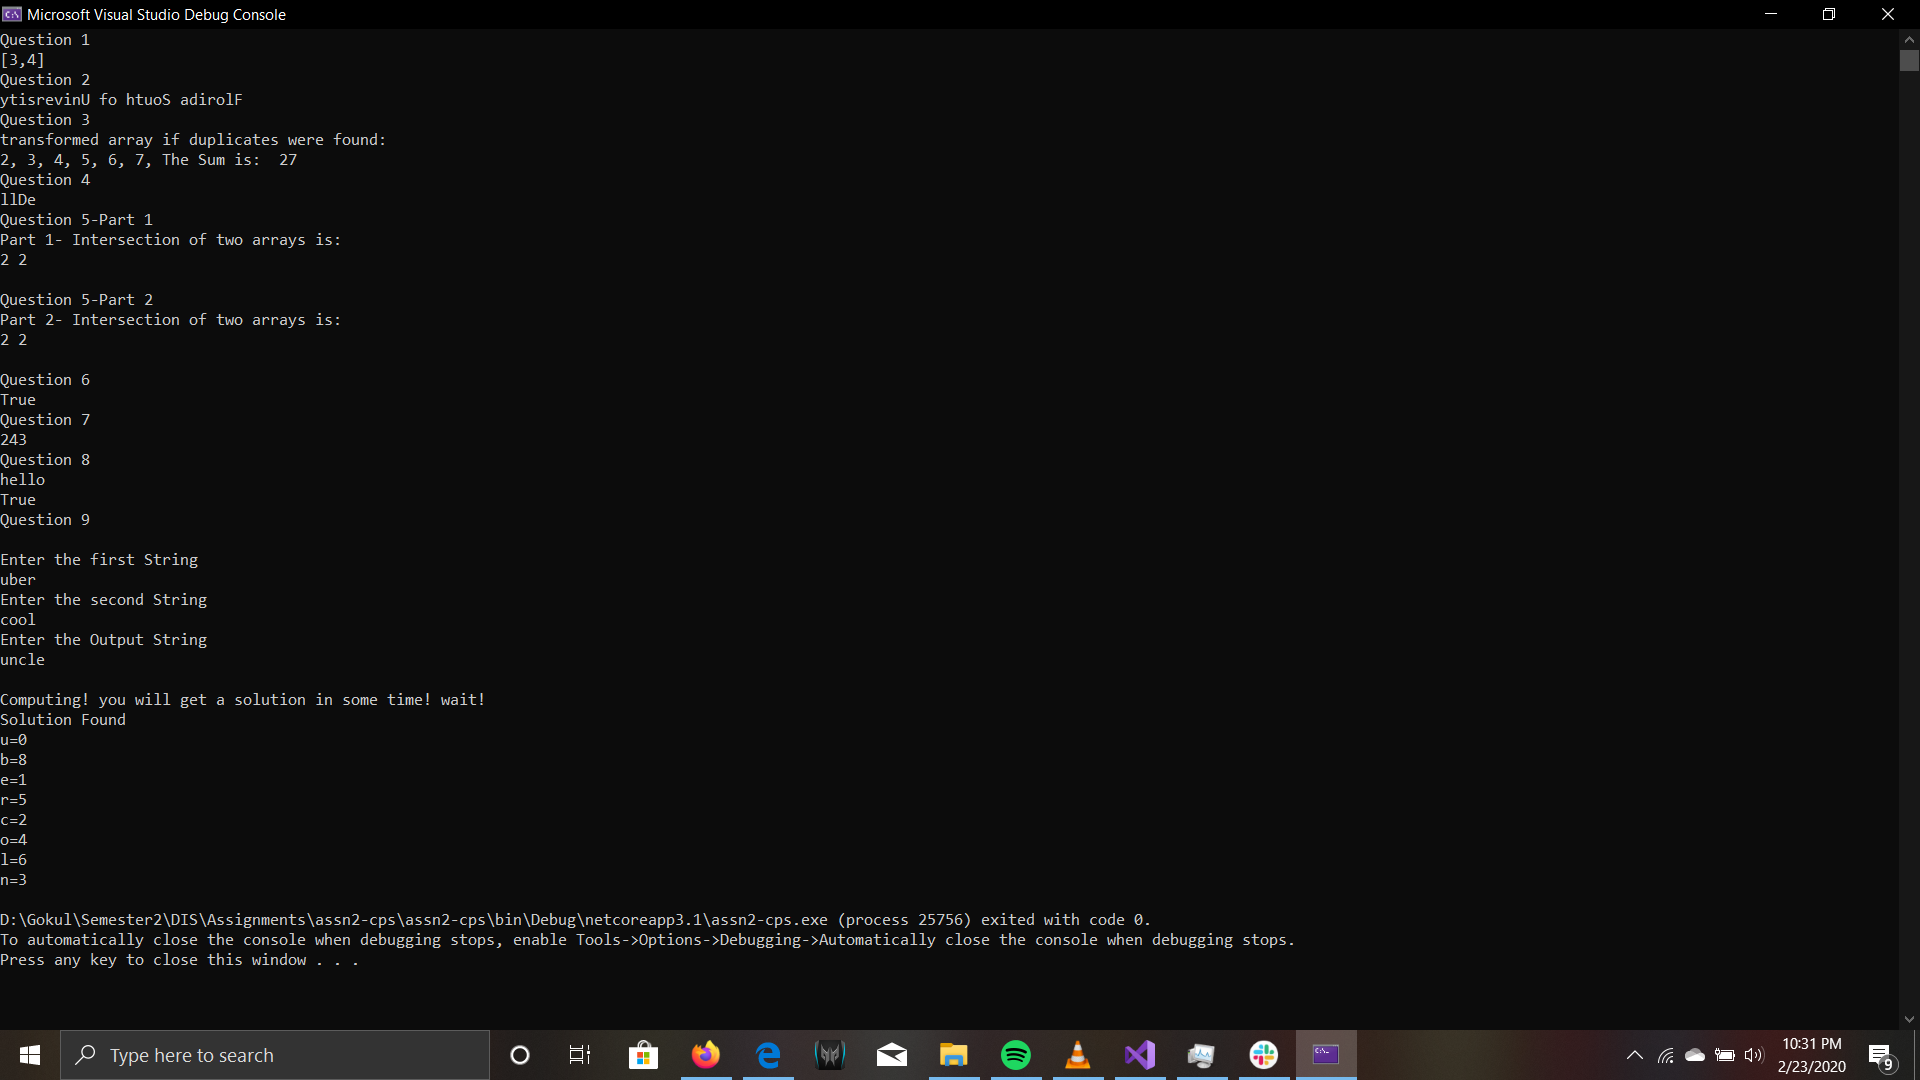 Microsoft Visual Studio Debug Console
Question 1
[3,4]
Question 2
ytisrevinU fo htuoS adirolF
Question 3
transformed array if duplicates were found:
2, 3, 4, 5, 6, 7, The Sum is:  27
Question 4
llDe
Question 5-Part 1
Part 1- Intersection of two arrays is:
2 2
Question 5-Part 2
Part 2- Intersection of two arrays is:
2 2
Question 6
True
Question 7
243
Question 8
hello
True
Question 9
Enter the first String
uber
Enter the second String
cool
Enter the Output String
uncle
Computing! you will get a solution in some time! wait!
Solution Found
u=0
b=8
e=1
r=5
c=2
o=4
l=6
n=3
D:\Gokul\Semester2\DIS\Assignments\assn2-cps\assn2-cps\bin\Debug\netcoreapp3.1\assn2-cps.exe (process 25756) exited with code 0.
To automatically close the console when debugging stops, enable Tools->Options->Debugging->Automatically close the console when debugging stops.
Press any key to close this window . . .
Type here to search
10:31 PM
2/23/2020
9